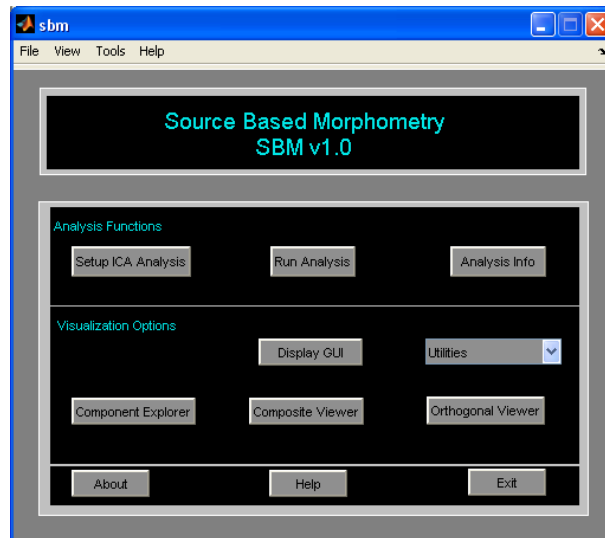 sbm
File View Tools Help
Source Based Morphometry
SBM v1.0
Analysis Functions
Setup ICA Analysis Run Analysis Analysis Info
Visualization Options
Display GUI Utilities
Component Explorer Composite Viewer Orthogonal Viewer
About Help Exit